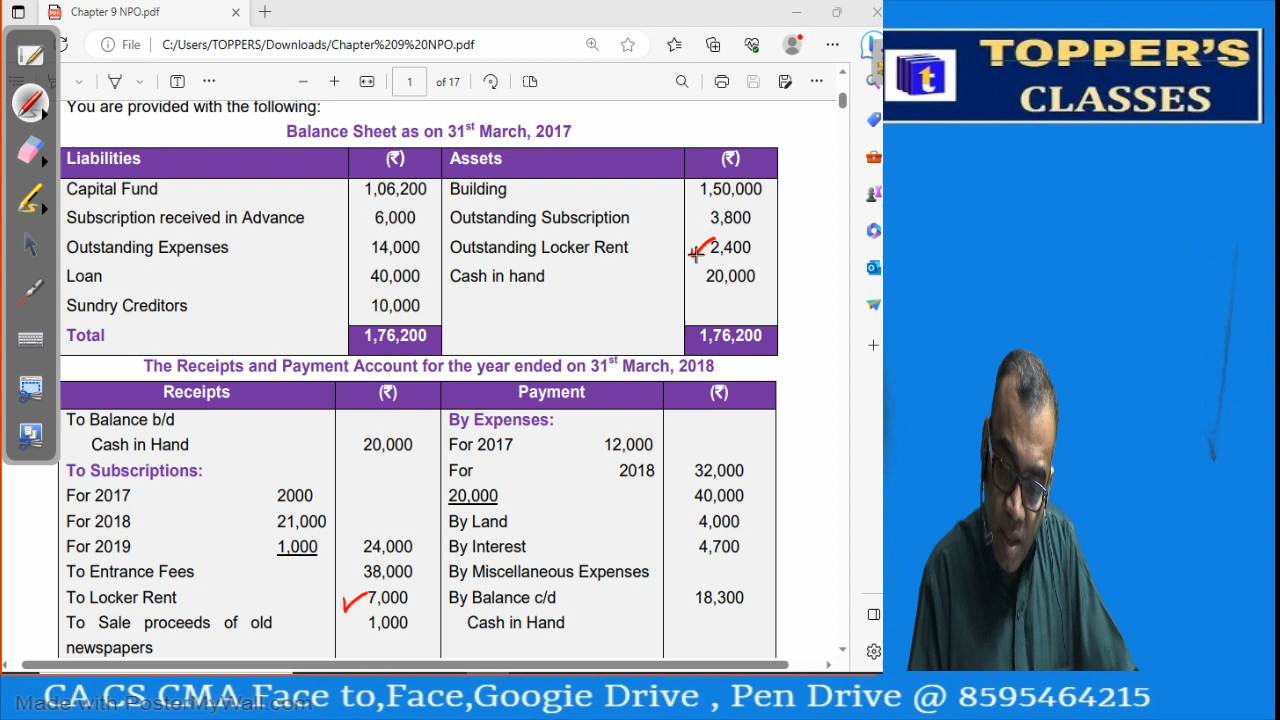 Chapter 9 NPO.pdf
File C:/Users/TOPPERS/Downloads/Chapter%209%20NPO.pdf
1 of 17
You are provided with the following:
Balance Sheet as on 31st March, 2017
Liabilities (₹) Assets (₹)
Capital Fund 1,06,200 Building 1,50,000
Subscription received in Advance 6,000 Outstanding Subscription 3,800
Outstanding Expenses 14,000 Outstanding Locker Rent 2,400
Loan 40,000 Cash in hand 20,000
Sundry Creditors 10,000
Total 1,76,200 1,76,200
The Receipts and Payment Account for the year ended on 31st March, 2018
Receipts (₹) Payment (₹)
To Balance b/d By Expenses:
Cash in Hand 20,000 For 2017 12,000
To Subscriptions: For 2018 32,000
For 2017 2000 20,000 40,000
For 2018 21,000 By Land 4,000
For 2019 1,000 24,000 By Interest 4,700
To Entrance Fees 38,000 By Miscellaneous Expenses
To Locker Rent 7,000 By Balance c/d 18,300
To Sale proceeds of old 1,000 Cash in Hand
newspapers
t
TOPPER'S
CLASSES
CA,CS,CMA,Face to,Face,Googie Drive , Pen Drive @ 8595464215
Made with PosterMyWall.com